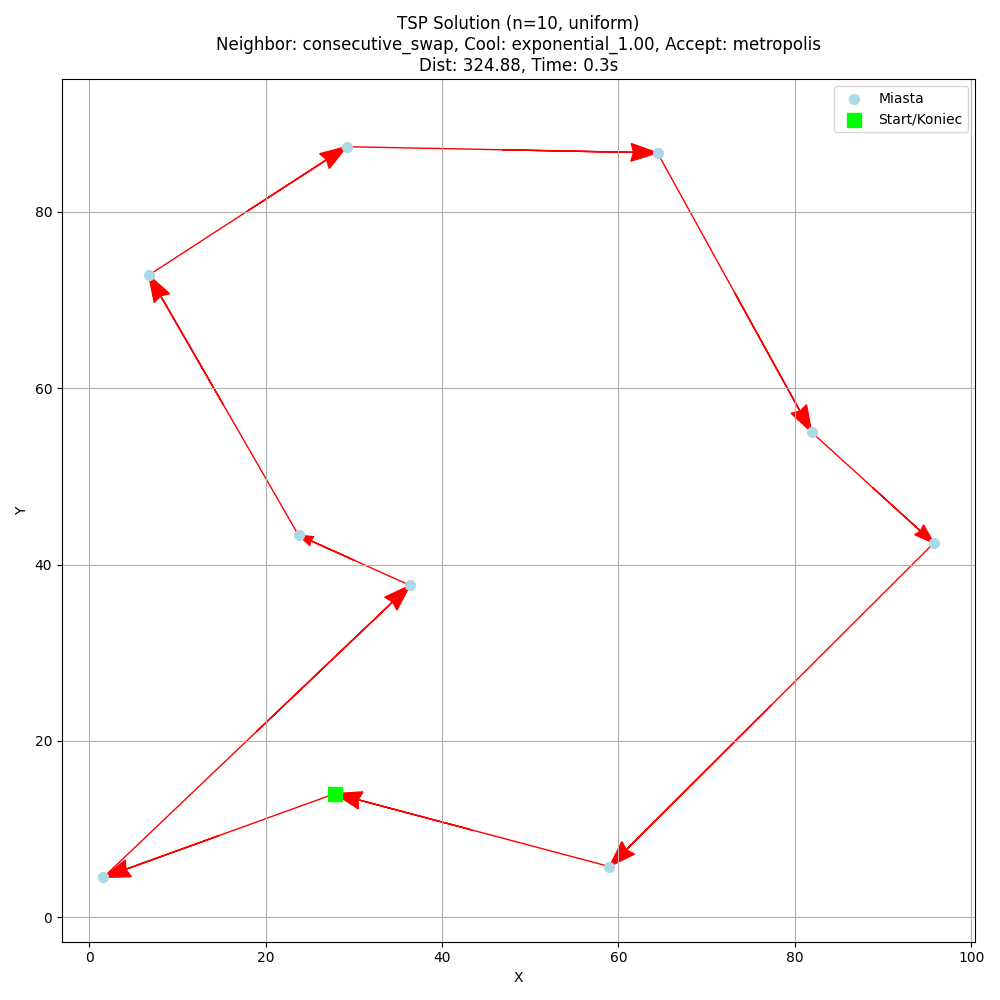 TSP Solution (n=10, uniform)
Neighbor: consecutive_swap, Cool: exponential_1.00, Accept: metropolis
Dist: 324.88, Time: 0.3s
Miasta
Start/Koniec
80
60
40
20
0
Y
0 20 40 60 80 100
X